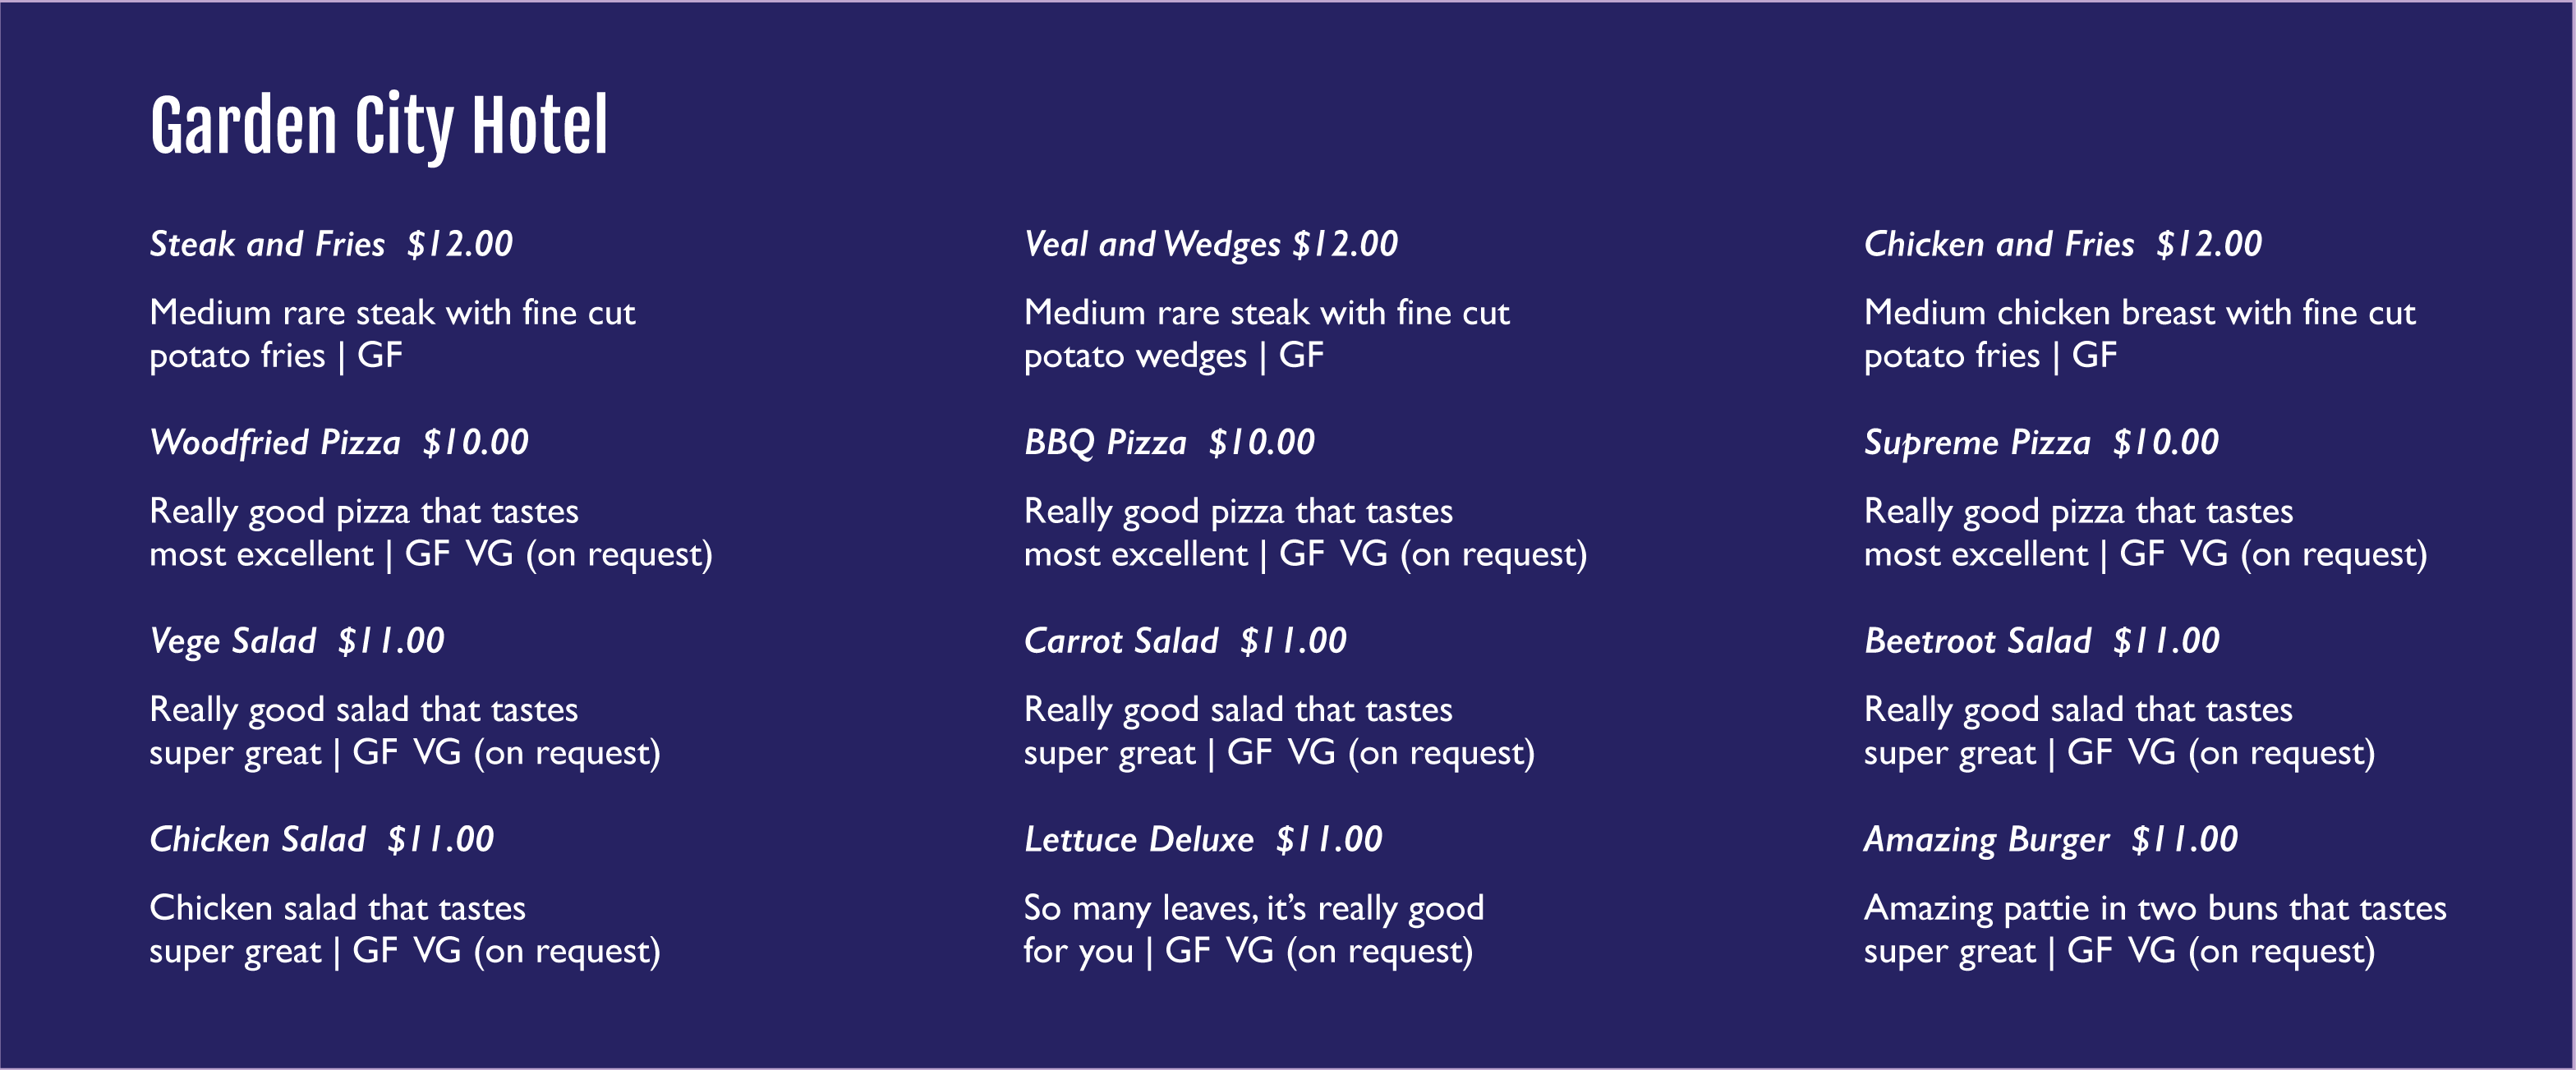 Garden City Hotel
Steak and Fries $12.00
Medium rare steak with fine cut
potato fries | GF
Woodfried Pizza $10.00
Really good pizza that tastes
most excellent | GF VG (on request)
Vege Salad $11.00
Really good salad that tastes
super great | GF VG (on request)
Chicken Salad $11.00
Chicken salad that tastes
super great | GF VG (on request)
Veal and Wedges $12.00
Medium rare steak with fine cut
potato wedges | GF
BBQ Pizza $10.00
Really good pizza that tastes
most excellent | GF VG (on request)
Carrot Salad $11.00
Really good salad that tastes
super great | GF VG (on request)
Lettuce Deluxe $11.00
So many leaves, it’s really good
for you | GF VG (on request)
Chicken and Fries $12.00
Medium chicken breast with fine cut
potato fries | GF
Supreme Pizza $10.00
Really good pizza that tastes
most excellent | GF VG (on request)
Beetroot Salad $11.00
Really good salad that tastes
super great | GF VG (on request)
Amazing Burger $11.00
Amazing pattie in two buns that tastes
super great | GF VG (on request)